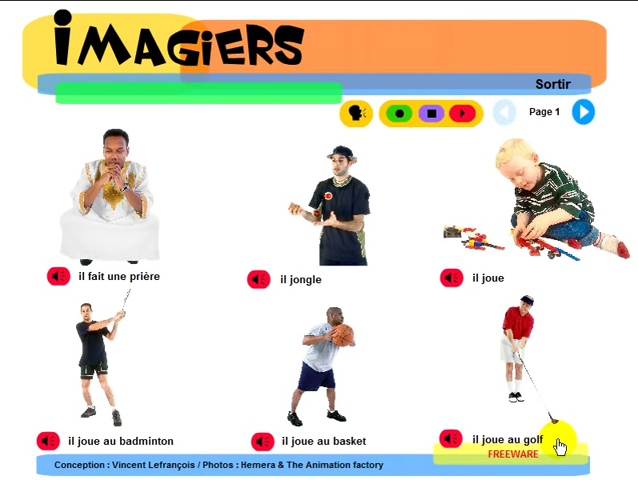 iMAGiERS
Sortir
Page 1
il fait une prière
il jongle
il joue
il joue au badminton
il joue au basket
il joue au golf
FREEWARE
Conception : Vincent Lefrançois / Photos : Hemera & The Animation factory